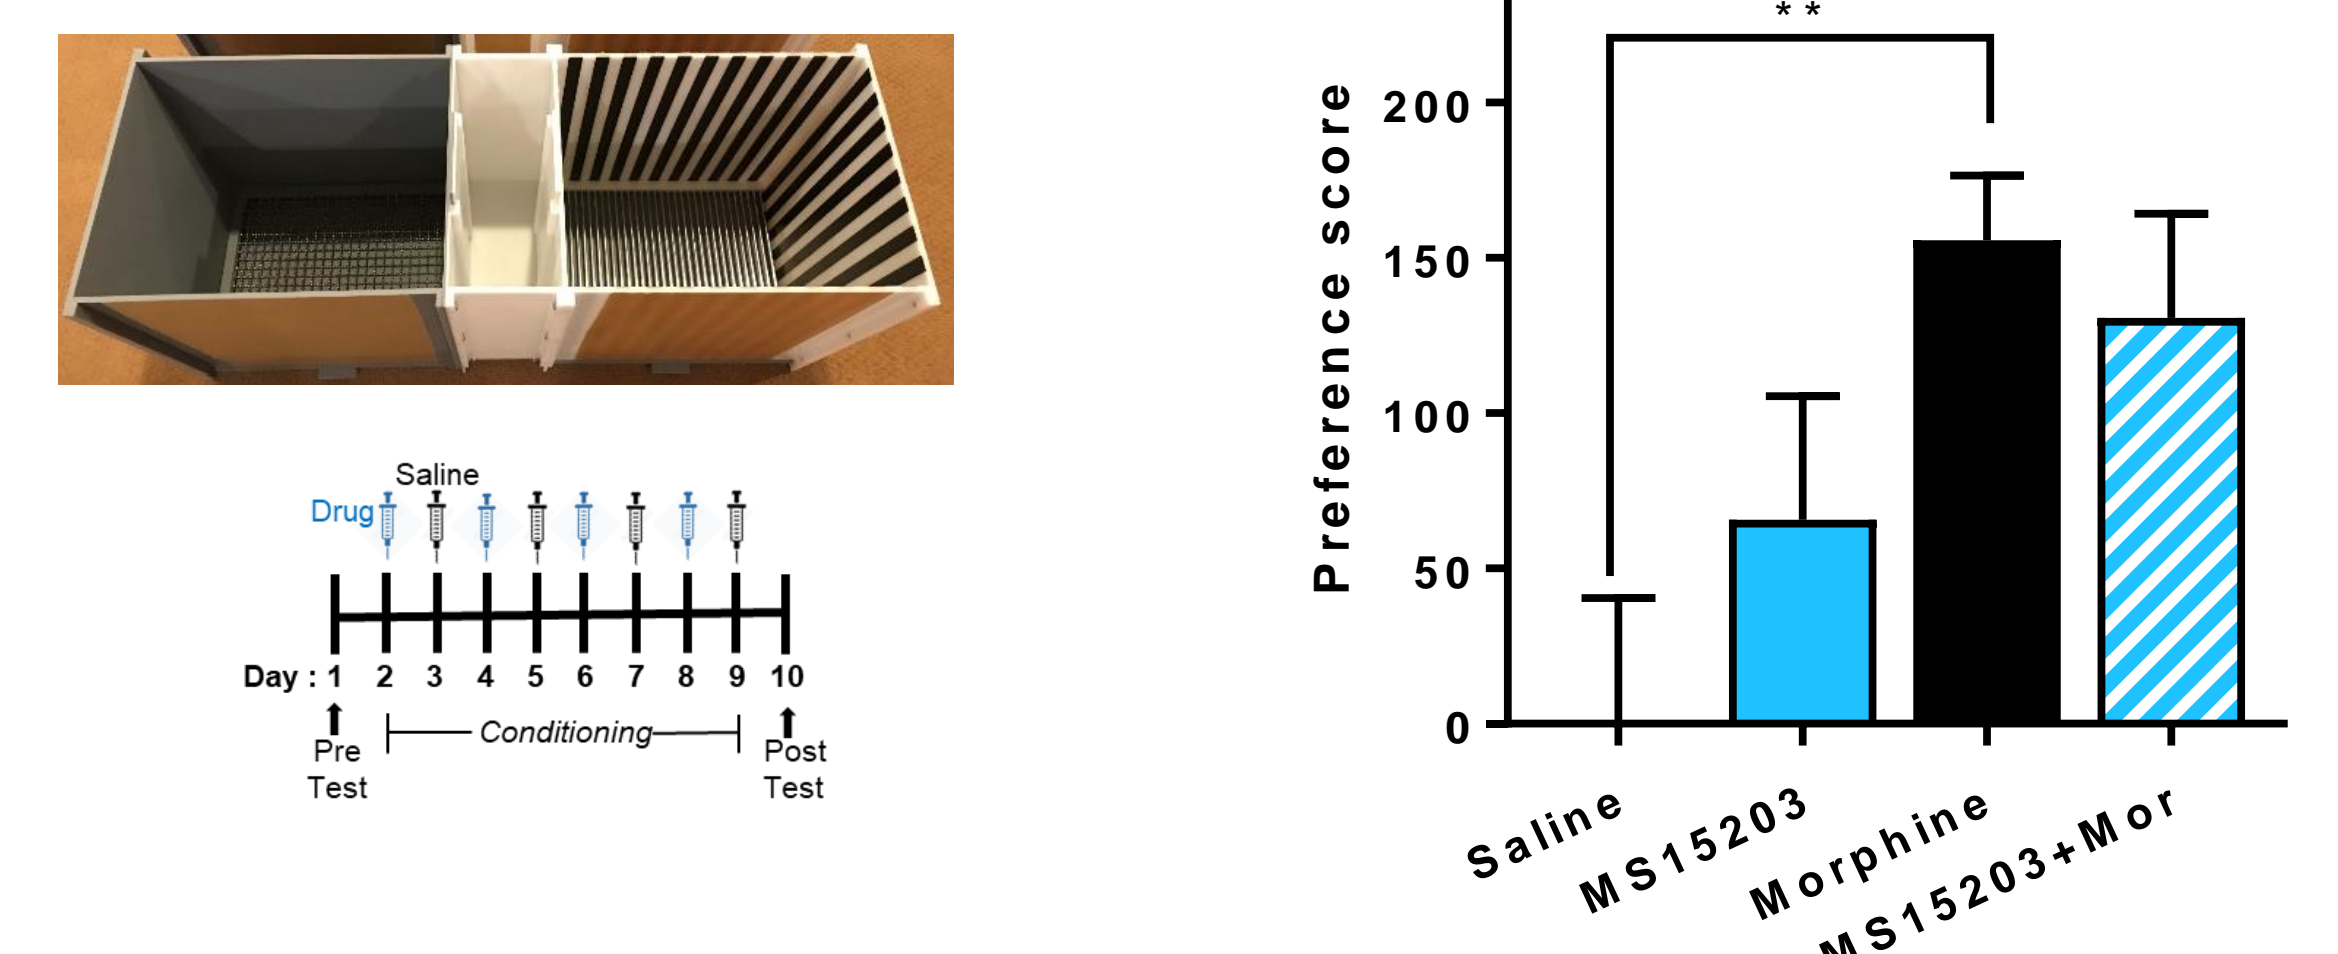 Saline
Drug
Day : 1 2 3 4 5 6 7 8 9 10
Conditioning
Pre
Test
Post
Test
**
Preference score
200
150
100
50
0
Saline
MS15203
Morphine
MS15203+Mor